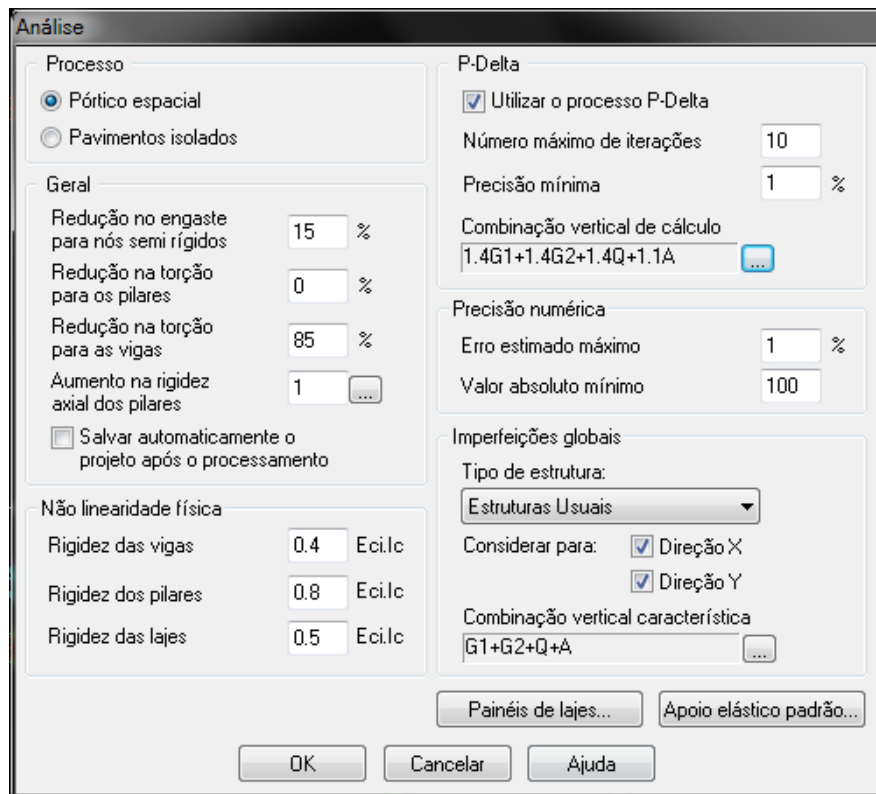 Análise
Processo
Pórtico espacial
Pavimentos isolados
Geral
Redução no engaste
para nós semi rígidos
15 %
Redução na torção
para os pilares
0 %
Redução na torção
para as vigas
85 %
Aumento na rigidez
axial dos pilares
1 ...
Salvar automaticamente o
projeto após o processamento
Não linearidade física
Rigidez das vigas 0.4 Eci.Ic
Rigidez dos pilares 0.8 Eci.Ic
Rigidez das lajes 0.5 Eci.Ic
P-Delta
Utilizar o processo P-Delta
Número máximo de iterações 10
Precisão mínima 1 %
Combinação vertical de cálculo
1.4G1+1.4G2+1.4Q+1.1A ...
Precisão numérica
Erro estimado máximo 1 %
Valor absoluto mínimo 100
Imperfeições globais
Tipo de estrutura:
Estruturas Usuais
Considerar para: Direção X
Direção Y
Combinação vertical característica
G1+G2+Q+A ...
Painéis de lajes... Apoio elástico padrão...
OK Cancelar Ajuda